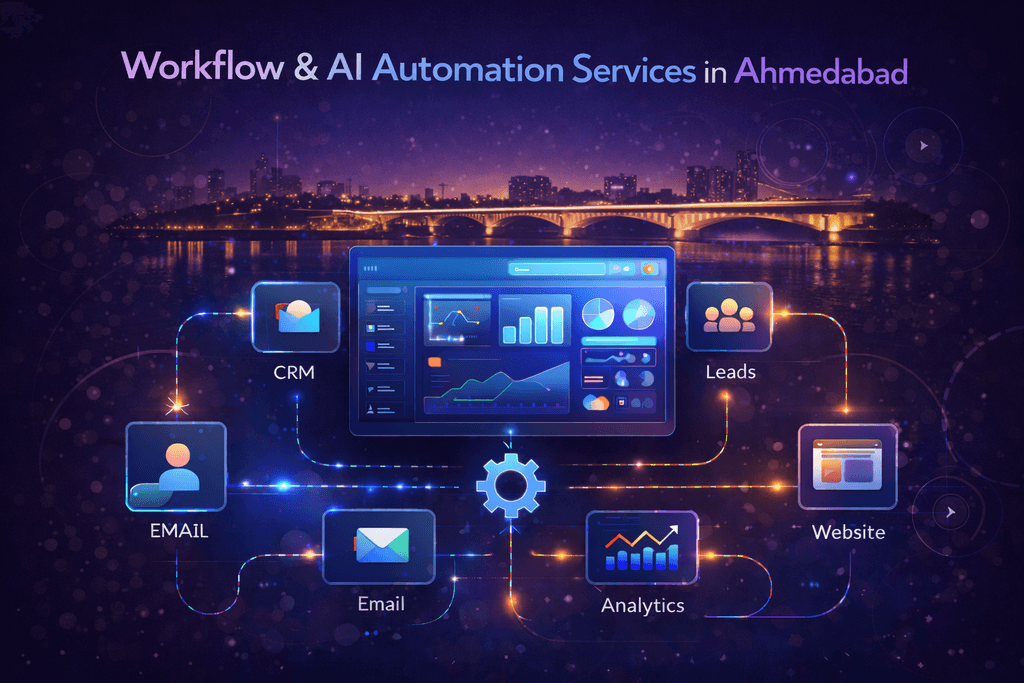 Workflow & AI Automation Services in Ahmedabad
CRM
Leads
EMAIL
Website
Email
Analytics